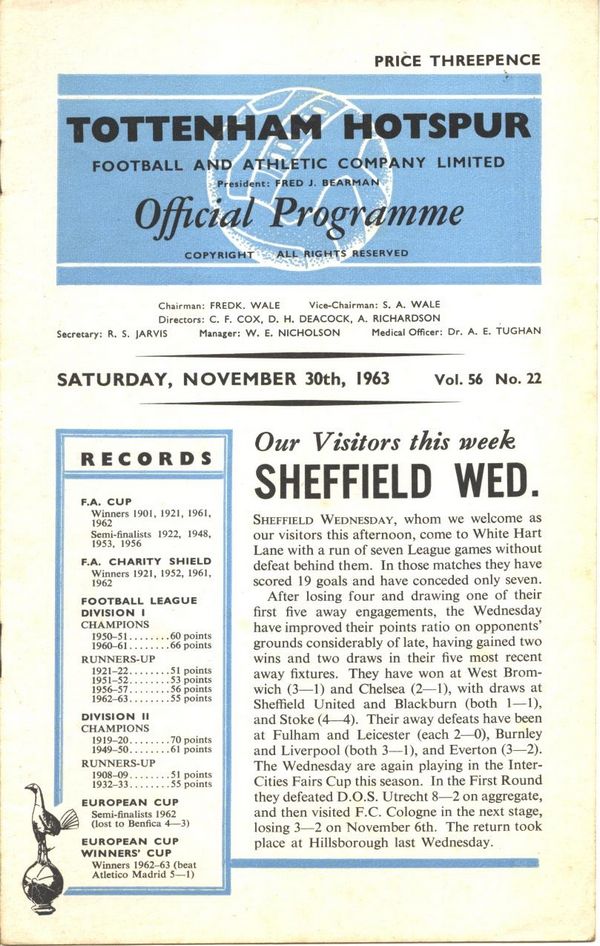 PRICE THREEPENCE
TOTTENHAM HOTSPUR
FOOTBALL AND ATHLETIC COMPANY LIMITED
President: FRED J. BEARMAN
Official Programme
COPYRIGHT ALL RIGHTS RESERVED
Chairman: FREDK. WALE Vice-Chairman: S. A. WALE
Directors: C. F. COX, D. H. DEACOCK, A. RICHARDSON
Secretary: R. S. JARVIS Manager: W. E. NICHOLSON Medical Officer: Dr. A. E. TUGHAN
SATURDAY, NOVEMBER 30th, 1963 Vol. 56 No. 22
RECORDS
F.A. CUP
Winners 1901, 1921, 1961,
1962
Semi-finalists 1922, 1948,
1953, 1956
F.A. CHARITY SHIELD
Winners 1921, 1952, 1961,
1962
FOOTBALL LEAGUE
DIVISION I
CHAMPIONS
1950–51........60 points
1960–61........66 points
RUNNERS-UP
1921–22........51 points
1951–52........53 points
1956–57........56 points
1962–63........55 points
DIVISION II
CHAMPIONS
1919–20........70 points
1949–50........61 points
RUNNERS-UP
1908–09........51 points
1932–33........55 points
EUROPEAN CUP
Semi-finalists 1962
(lost to Benfica 4—3)
EUROPEAN CUP
WINNERS' CUP
Winners 1962–63 (beat
Atletico Madrid 5—1)
Our Visitors this week
SHEFFIELD WED.
SHEFFIELD WEDNESDAY, whom we welcome as
our visitors this afternoon, come to White Hart
Lane with a run of seven League games without
defeat behind them. In those matches they have
scored 19 goals and have conceded only seven.
After losing four and drawing one of their
first five away engagements, the Wednesday
have improved their points ratio on opponents'
grounds considerably of late, having gained two
wins and two draws in their five most recent
away fixtures. They have won at West Brom-
wich (3—1) and Chelsea (2—1), with draws at
Sheffield United and Blackburn (both 1—1),
and Stoke (4—4). Their away defeats have been
at Fulham and Leicester (each 2—0), Burnley
and Liverpool (both 3—1), and Everton (3—2).
The Wednesday are again playing in the Inter-
Cities Fairs Cup this season. In the First Round
they defeated D.O.S. Utrecht 8—2 on aggregate,
and then visited F.C. Cologne in the next stage,
losing 3—2 on November 6th. The return took
place at Hillsborough last Wednesday.